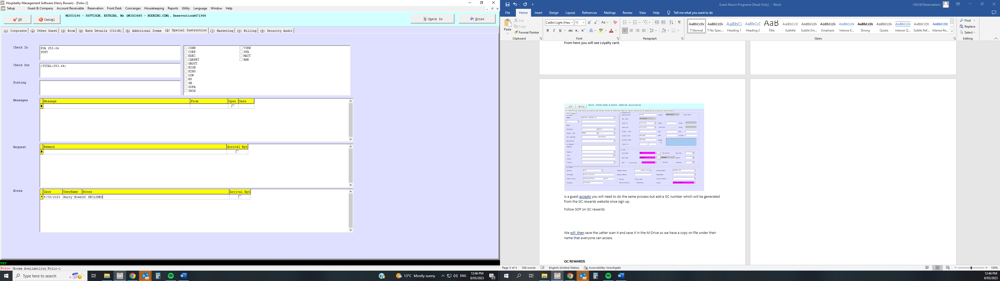 Hospitality Management Software (Harry Bowen) - [Folio-2]
Setup Guest & Company Account Receivable Reservation Front Desk Concierges Housekeeping Reports Utility Language Window Help
OK Cancel MG553186 - PATTISON, KATRINA, Ms (MC003485 - BOOKING.COM), Reservation#471968 Check In Print
(1) Corporate (2) Other Guest (3) Room (4) Rate Details (Ctl+R) (5) Additional Items (6) Special Instruction (7) Marketing (8) Billing (9) Security Audit
Check In
POA 253.64
SUPT
Check Out
;TOTAL:253.64;
Posting
CONN
CORP
EXEC
CARPET
GROUT
HIGH
KING
LOW
NS
SM
SOFA
TWIN
VIEW
SPA
MATT
RMK
Messages
Message From Open Date
Request
Remark Arrival Rpt
Notes
Date UserName Notes Arrival Rpt
8/05/2023 Harry Bowe GC DECLINED
FFET
Folio- Rooms Availability Folio-1
Type here to search
13°C Mostly sunny
ENG
12:46 PM
8/05/2023
21
Guest Return Programe [Read-Only] - Word
HGCM Reservations
File Home Insert Design Layout References Mailings Review View Help Tell me what you want to do
Paste
Cut
Copy
Format Painter
Clipboard
Calibri Light (Hea 11
Font
Paragraph
AaBbCcDc ¶ Normal
AaBbCcDc ¶ No Spac...
AaBbCc Heading 1
AaBbCcC Heading 2
AaB Title
AaBbCcD Subtitle
AaBbCcDc Subtle Em...
AaBbCcDc Emphasis
AaBbCcDc Intense E...
AaBbCcDc Strong
AaBbCcDc Quote
AaBbCcDc Intense Q...
AABBCCDC Subtle Ref...
AABBCCDC Intense Re...
Styles
Find
Replace
Select
Editing
From here you will see Loyalty card.
Is a guest accepts you will need to do the same process but add a GC number which will be generated
from the GC rewards website once sign up.
Follow SOP on GC rewards
We will then save the Letter scan it and save it in the M:Drive so we have a copy on file under their
name that everyone can access.
GC REWARDS
Page 3 of 4 546 words English (United States) Accessibility: Investigate 100%
12:46 PM
8/05/2023